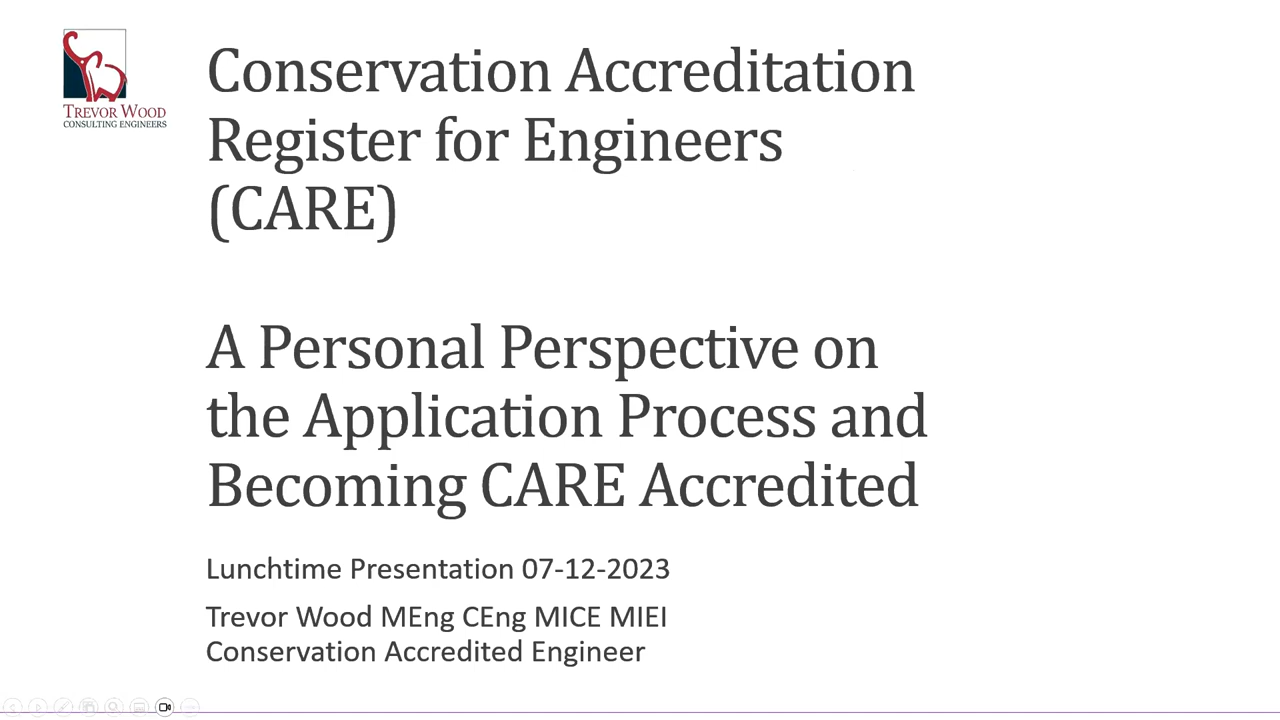 TREVOR WOOD
CONSULTING ENGINEERS
Conservation Accreditation
Register for Engineers
(CARE)
A Personal Perspective on
the Application Process and
Becoming CARE Accredited
Lunchtime Presentation 07-12-2023
Trevor Wood MEng CEng MICE MIEI
Conservation Accredited Engineer